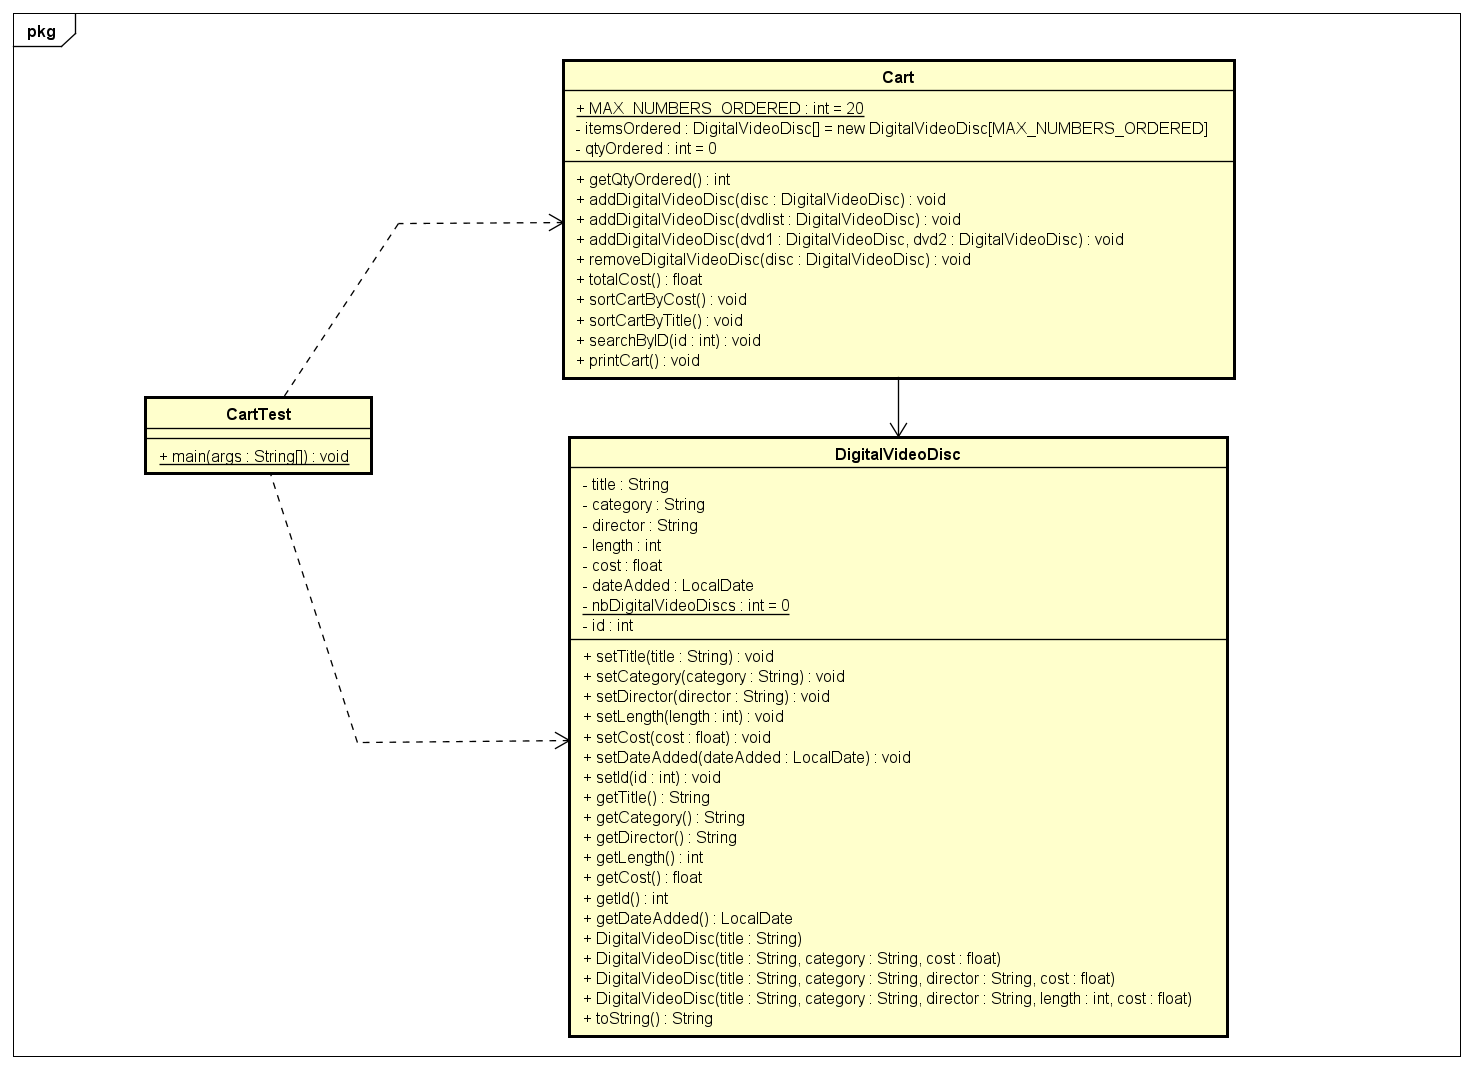 pkg
Cart
+ MAX_NUMBERS_ORDERED : int = 20
- itemsOrdered : DigitalVideoDisc[] = new DigitalVideoDisc[MAX_NUMBERS_ORDERED]
- qtyOrdered : int = 0
+ getQtyOrdered() : int
+ addDigitalVideoDisc(disc : DigitalVideoDisc) : void
+ addDigitalVideoDisc(dvdlist : DigitalVideoDisc) : void
+ addDigitalVideoDisc(dvd1 : DigitalVideoDisc, dvd2 : DigitalVideoDisc) : void
+ removeDigitalVideoDisc(disc : DigitalVideoDisc) : void
+ totalCost() : float
+ sortCartByCost() : void
+ sortCartByTitle() : void
+ searchByID(id : int) : void
+ printCart() : void
CartTest
+ main(args : String[]) : void
DigitalVideoDisc
- title : String
- category : String
- director : String
- length : int
- cost : float
- dateAdded : LocalDate
- nbDigitalVideoDiscs : int = 0
- id : int
+ setTitle(title : String) : void
+ setCategory(category : String) : void
+ setDirector(director : String) : void
+ setLength(length : int) : void
+ setCost(cost : float) : void
+ setDateAdded(dateAdded : LocalDate) : void
+ setId(id : int) : void
+ getTitle() : String
+ getCategory() : String
+ getDirector() : String
+ getLength() : int
+ getCost() : float
+ getId() : int
+ getDateAdded() : LocalDate
+ DigitalVideoDisc(title : String)
+ DigitalVideoDisc(title : String, category : String, cost : float)
+ DigitalVideoDisc(title : String, category : String, director : String, cost : float)
+ DigitalVideoDisc(title : String, category : String, director : String, length : int, cost : float)
+ toString() : String